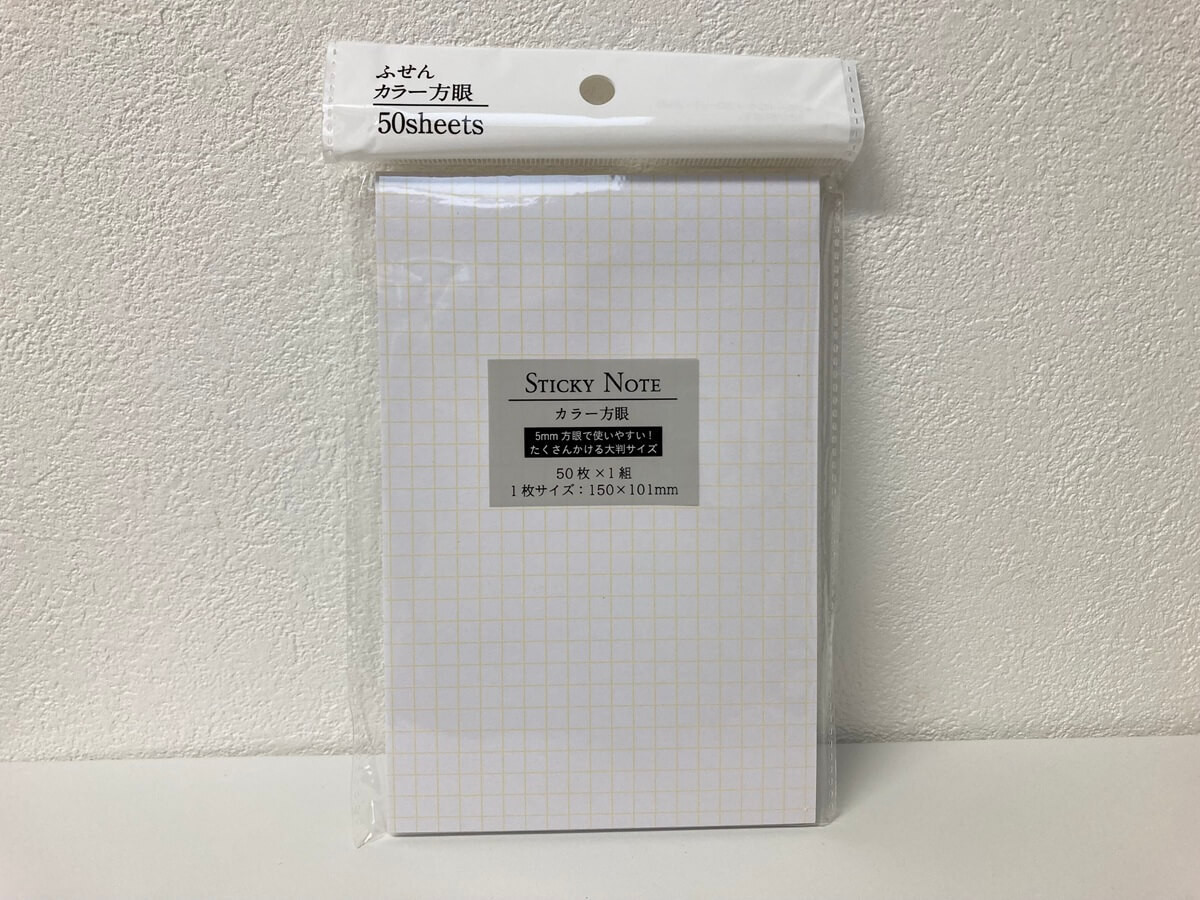 ふせん
カラー方眼
50sheets
STICKY NOTE
カラー方眼
5mm 方眼で使いやすい！
たくさんかける大判サイズ
50枚×1組
1枚サイズ：150×101mm